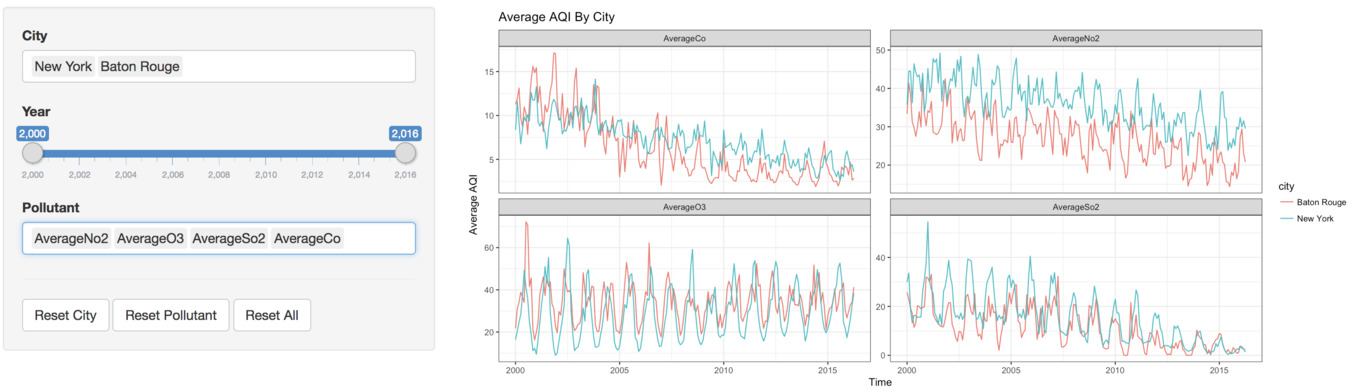 City
New York Baton Rouge
Year
2,000 2,016
2,000 2,002 2,004 2,006 2,008 2,010 2,012 2,014 2,016
Pollutant
AverageNo2 AverageO3 AverageSo2 AverageCo
Reset City Reset Pollutant Reset All
Average AQI By City
AverageCo AverageNo2
15
10
5
50
40
30
20
AverageO3 AverageSo2
60
40
20
40
20
0
2000 2005 2010 2015 2000 2005 2010 2015
Average AQI
Time
city
Baton Rouge
New York